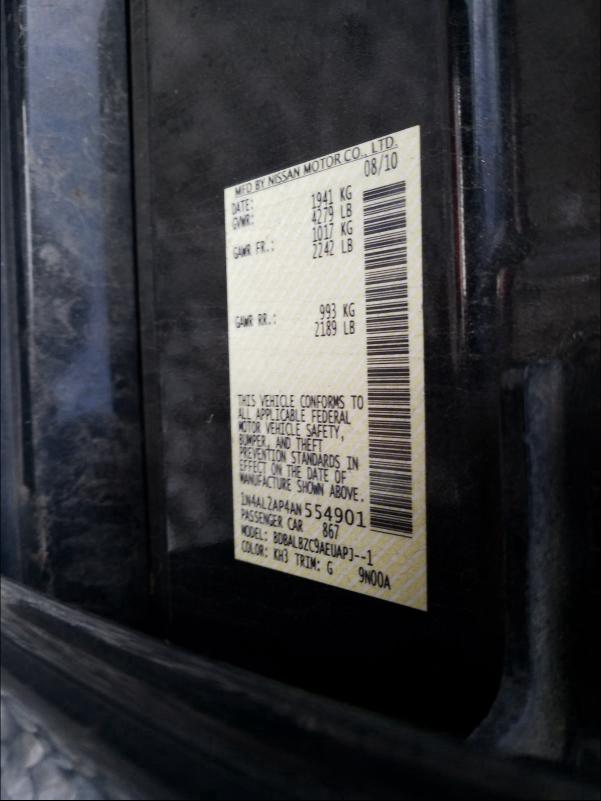 MFD BY NISSAN MOTOR CO., LTD.
DATE: 08/10
GVWR: 1941 KG
4279 LB
GAWR FR.: 1017 KG
2242 LB
GAWR RR.: 993 KG
2189 LB
THIS VEHICLE CONFORMS TO
ALL APPLICABLE FEDERAL
MOTOR VEHICLE SAFETY,
BUMPER, AND THEFT
PREVENTION STANDARDS IN
EFFECT ON THE DATE OF
MANUFACTURE SHOWN ABOVE.
1N4AL2AP4AN554901
PASSENGER CAR 867
MODEL: BDBALBZC9AEUAPJ--1
COLOR: KH3 TRIM: G 9N00A